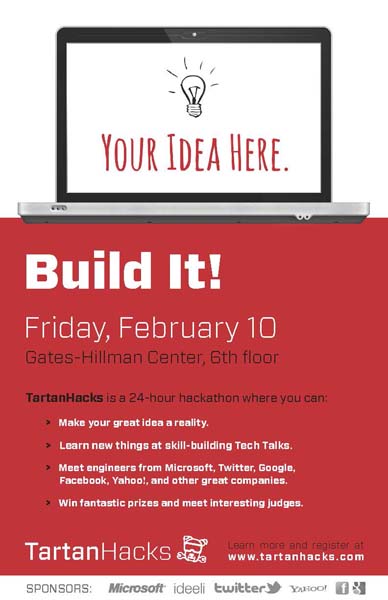 YOUR IDEA HERE.
Build It!
Friday, February 10
Gates-Hillman Center, 6th floor
TartanHacks is a 24-hour hackathon where you can:
> Make your great idea a reality.
> Learn new things at skill-building Tech Talks.
> Meet engineers from Microsoft, Twitter, Google,
Facebook, Yahoo!, and other great companies.
> Win fantastic prizes and meet interesting judges.
TartanHacks
Learn more and register at
www.tartanhacks.com
SPONSORS: Microsoft ideeli twitter YAHOO! f g